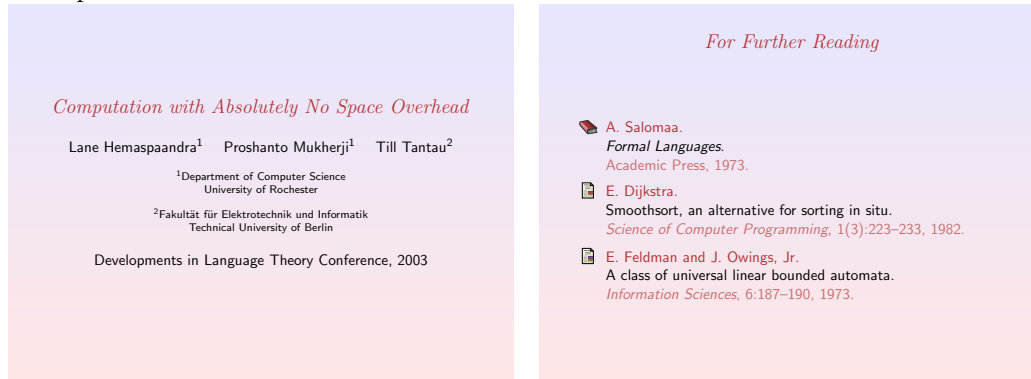 Computation with Absolutely No Space Overhead
Lane Hemaspaandra1 Proshanto Mukherji1 Till Tantau2
1Department of Computer Science
University of Rochester
2Fakultät für Elektrotechnik und Informatik
Technical University of Berlin
Developments in Language Theory Conference, 2003
For Further Reading
A. Salomaa.
Formal Languages.
Academic Press, 1973.
E. Dijkstra.
Smoothsort, an alternative for sorting in situ.
Science of Computer Programming, 1(3):223–233, 1982.
E. Feldman and J. Owings, Jr.
A class of universal linear bounded automata.
Information Sciences, 6:187–190, 1973.